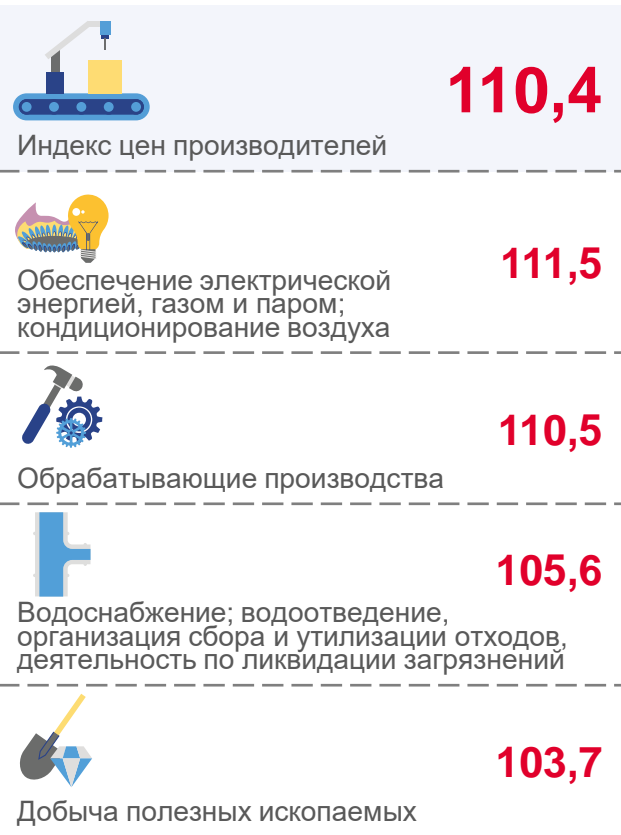 110,4
Индекс цен производителей
111,5
Обеспечение электрической
энергией, газом и паром;
кондиционирование воздуха
110,5
Обрабатывающие производства
105,6
Водоснабжение; водоотведение,
организация сбора и утилизации отходов,
деятельность по ликвидации загрязнений
103,7
Добыча полезных ископаемых